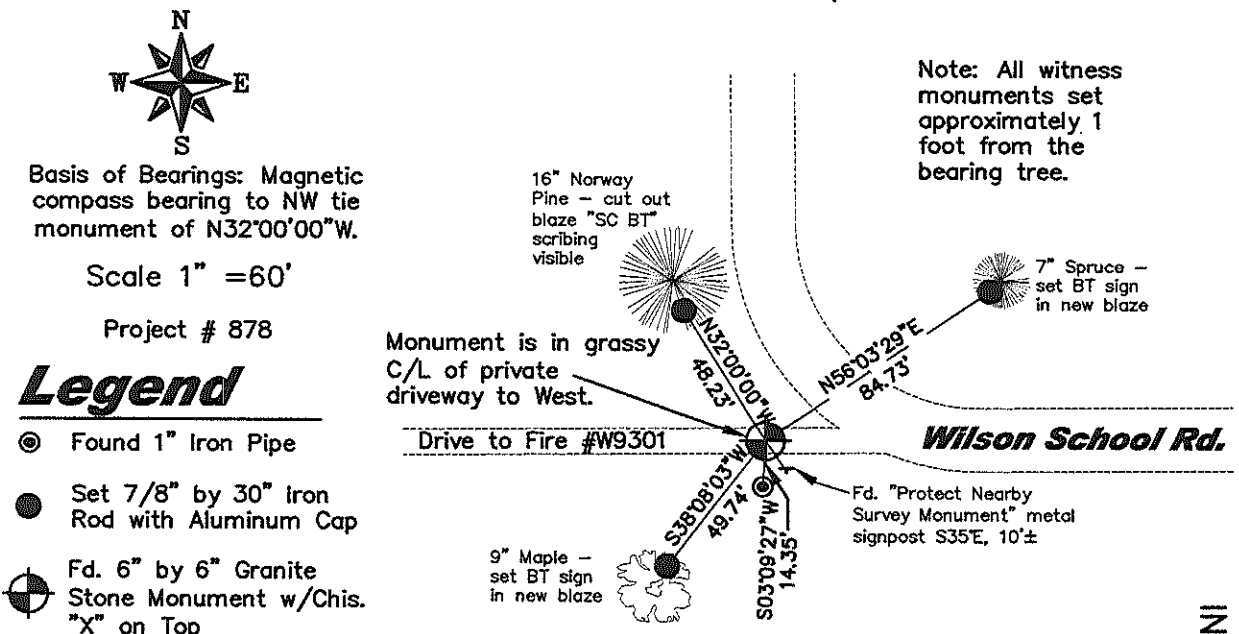 N
W E
S
Basis of Bearings: Magnetic
compass bearing to NW tie
monument of N32°00'00"W.
Scale 1" =60'
Project # 878
Legend
Found 1" Iron Pipe
Set 7/8" by 30" Iron
Rod with Aluminum Cap
Fd. 6" by 6" Granite
Stone Monument w/Chis.
"X" on Top
Note: All witness
monuments set
approximately 1
foot from the
bearing tree.
16" Norway
Pine – cut out
blaze "SC BT"
scribing
visible
7" Spruce –
set BT sign
in new blaze
Monument is in grassy
C/L of private
driveway to West.
N32°00'00"W
48.23'
N56°03'29"E
84.73'
Drive to Fire #W9301
Wilson School Rd.
S38°08'03"W
49.74'
S03°09'27"W
14.35'
Fd. "Protect Nearby
Survey Monument" metal
signpost S35°E, 10'±
9" Maple –
set BT sign
in new blaze